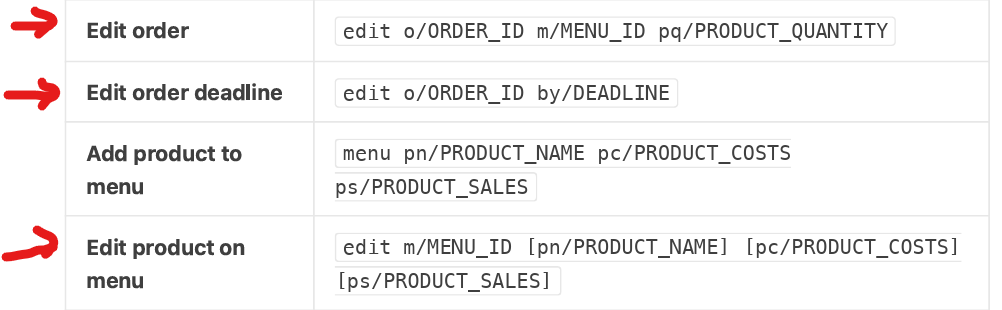 Edit order
edit o/ORDER_ID m/MENU_ID pq/PRODUCT_QUANTITY
Edit order deadline
edit o/ORDER_ID by/DEADLINE
Add product to
menu
menu pn/PRODUCT_NAME pc/PRODUCT_COSTS
ps/PRODUCT_SALES
Edit product on
menu
edit m/MENU_ID [pn/PRODUCT_NAME] [pc/PRODUCT_COSTS]
[ps/PRODUCT_SALES]